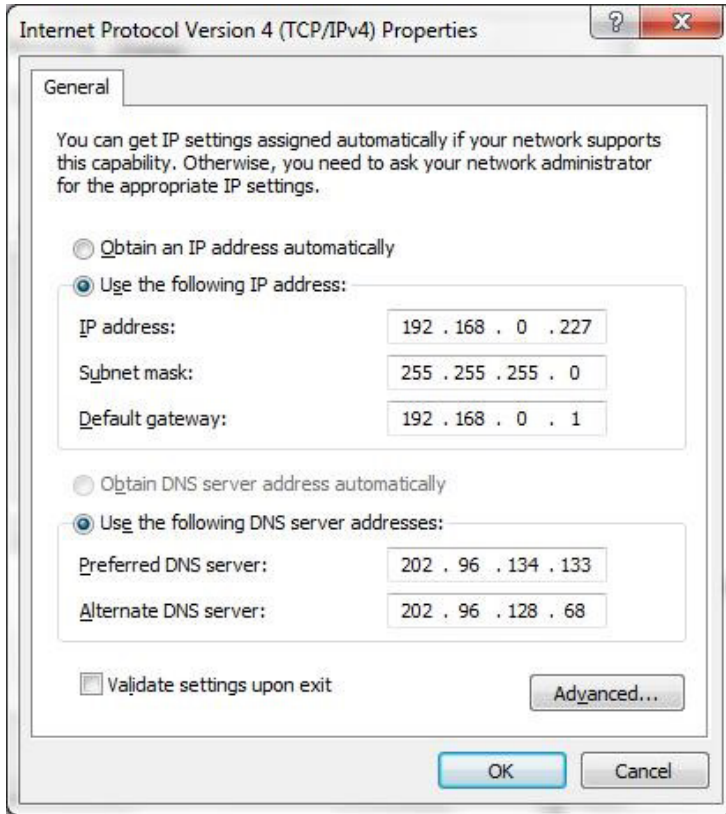 Internet Protocol Version 4 (TCP/IPv4) Properties
General
You can get IP settings assigned automatically if your network supports
this capability. Otherwise, you need to ask your network administrator
for the appropriate IP settings.
Obtain an IP address automatically
Use the following IP address:
IP address: 192 . 168 . 0 . 227
Subnet mask: 255 . 255 . 255 . 0
Default gateway: 192 . 168 . 0 . 1
Obtain DNS server address automatically
Use the following DNS server addresses:
Preferred DNS server: 202 . 96 . 134 . 133
Alternate DNS server: 202 . 96 . 128 . 68
Validate settings upon exit
Advanced...
OK Cancel